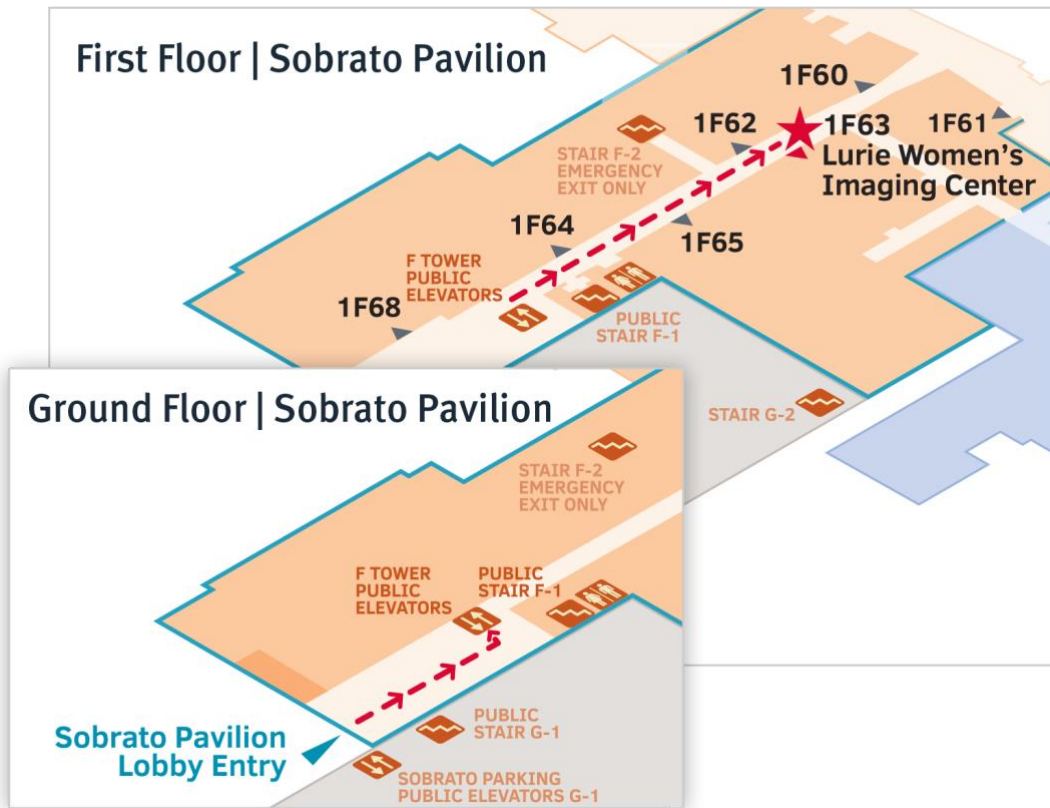 First Floor | Sobrato Pavilion
1F60
1F62
1F63
Lurie Women's
Imaging Center
1F61
STAIR F-2
EMERGENCY
EXIT ONLY
1F64
1F65
F TOWER
PUBLIC
ELEVATORS
1F68
PUBLIC
STAIR F-1
STAIR G-2
Ground Floor | Sobrato Pavilion
STAIR F-2
EMERGENCY
EXIT ONLY
F TOWER
PUBLIC
ELEVATORS
PUBLIC
STAIR F-1
Sobrato Pavilion
Lobby Entry
PUBLIC
STAIR G-1
SOBRATO PARKING
PUBLIC ELEVATORS G-1